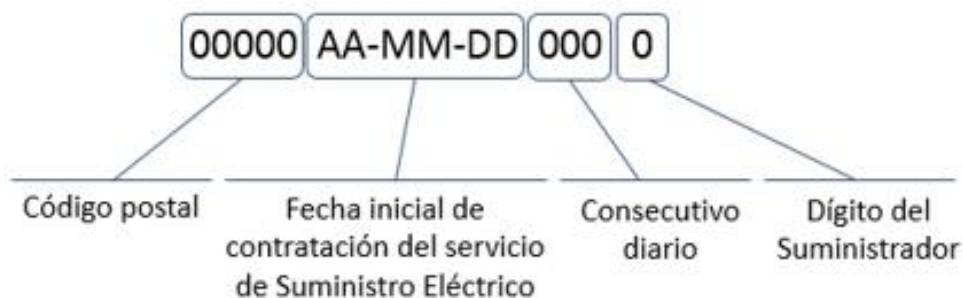 00000 AA-MM-DD 000 0
Código postal
Fecha inicial de
contratación del servicio
de Suministro Eléctrico
Consecutivo
diario
Dígito del
Suministrador